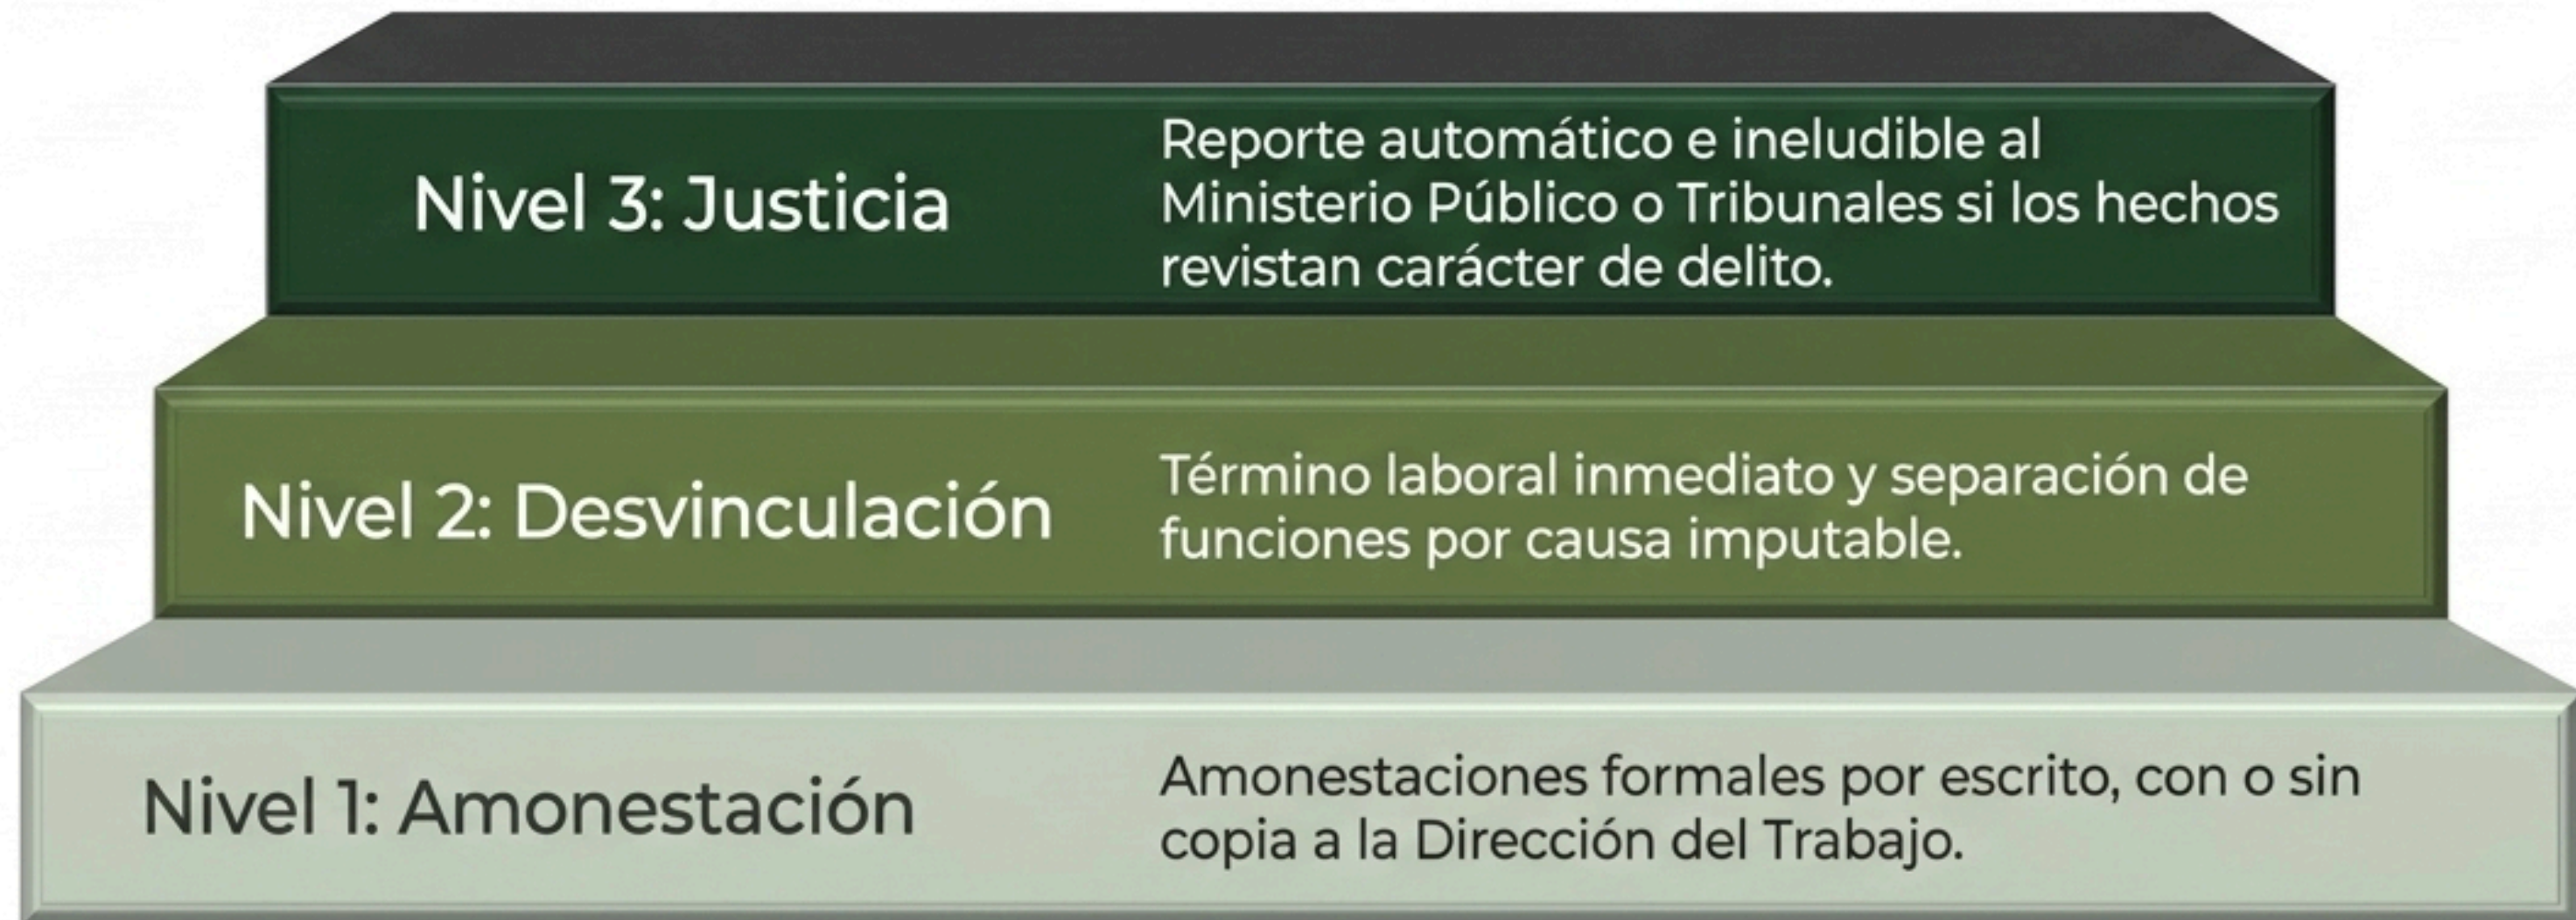 Nivel 3: Justicia
Reporte automático e ineludible al
Ministerio Público o Tribunales si los hechos
revistan carácter de delito.
Nivel 2: Desvinculación
Término laboral inmediato y separación de
funciones por causa imputable.
Nivel 1: Amonestación
Amonestaciones formales por escrito, con o sin
copia a la Dirección del Trabajo.